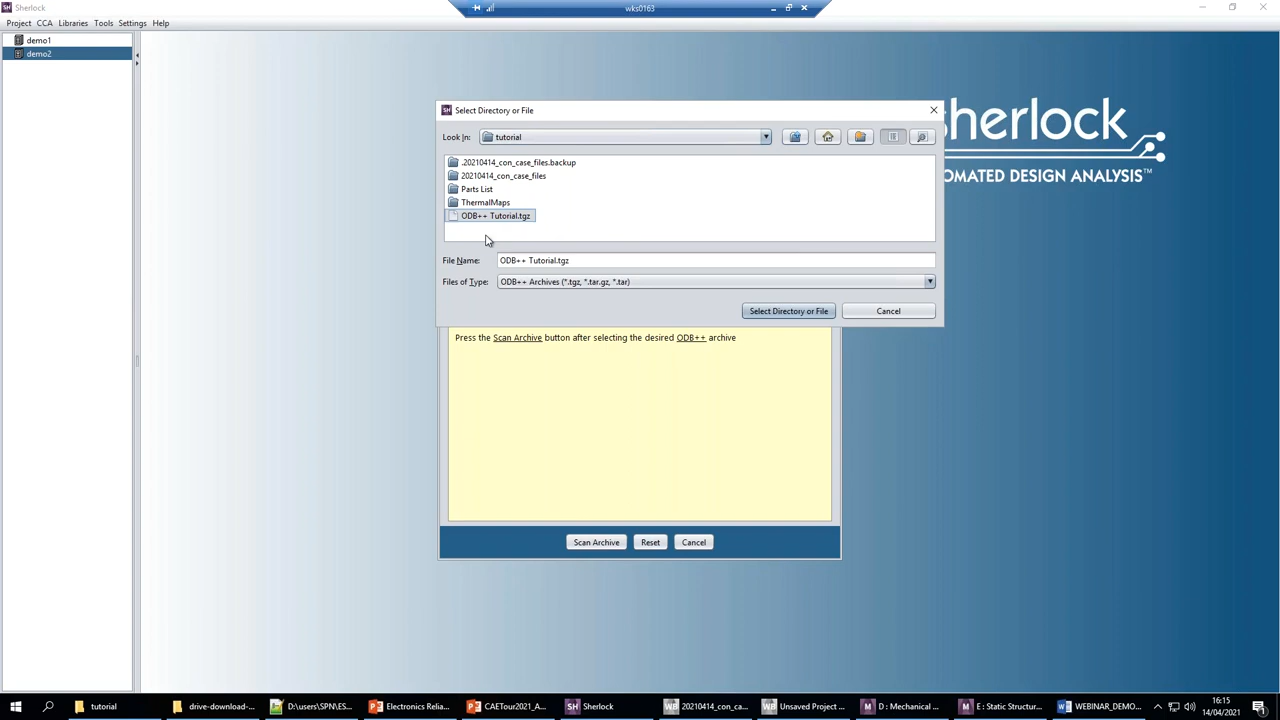 Sherlock
wks0163
Project CCA Libraries Tools Settings Help
demo1
demo2
Select Directory or File
Look In: tutorial
.20210414_con_case_files.backup
20210414_con_case_files
Parts List
ThermalMaps
ODB++ Tutorial.tgz
File Name: ODB++ Tutorial.tgz
Files of Type: ODB++ Archives (*.tgz, *.tar.gz, *.tar)
Select Directory or File Cancel
Press the Scan Archive button after selecting the desired ODB++ archive
Scan Archive Reset Cancel
sherlock
OMATED DESIGN ANALYSIS™
tutorial drive-download-... D:\users\SPN\ES... Electronics Relia... CAETour2021_A... Sherlock 20210414_con_ca... Unsaved Project ... D : Mechanical ... E : Static Structur... WEBINAR_DEMO...
16:15
14/04/2021